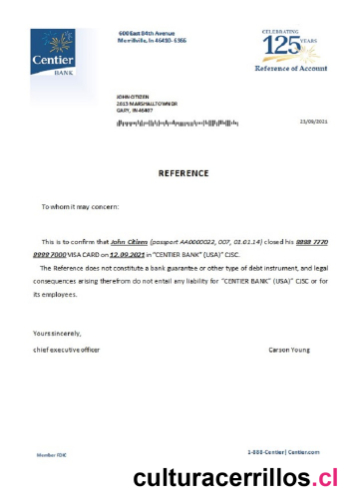 Centier
BANK
600 East 84th Avenue
Merrillville, In 46410-6366
CELEBRATING
125 YEARS
Reference of Account
JOHN CITIZEN
GARY, IN 46407
23/09/2021
REFERENCE
To whom it may concern:
This is to confirm that John Citizen (passport AA0000022, 007, 01.01.14) closed his 8898 7770
8888 7000 VISA CARD on 12.09.2021 in "CENTIER BANK" (USA)" CJSC.
The Reference does not constitute a bank guarantee or other type of debt instrument, and legal
consequences arising therefrom do not entail any liability for "CENTIER BANK" (USA)" CJSC or for
its employees.
Yours sincerely,
chief executive officer Carson Young
Member FDIC 1-888-Centier | Centier.com
culturacerrillos.cl